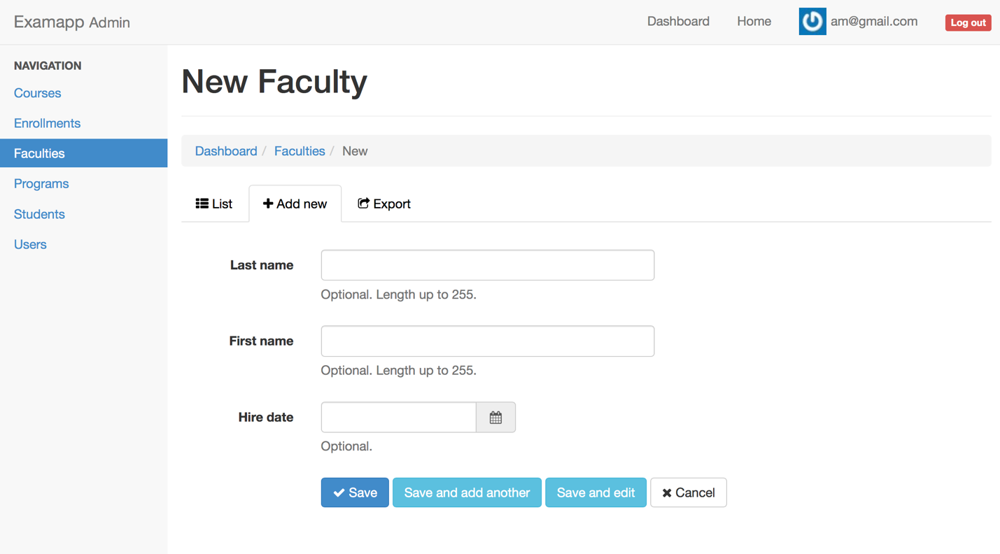 Examapp Admin
Dashboard
Home
am@gmail.com
Log out
NAVIGATION
Courses
Enrollments
Faculties
Programs
Students
Users
New Faculty
Dashboard / Faculties / New
List
Add new
Export
Last name
Optional. Length up to 255.
First name
Optional. Length up to 255.
Hire date
Optional.
Save
Save and add another
Save and edit
Cancel